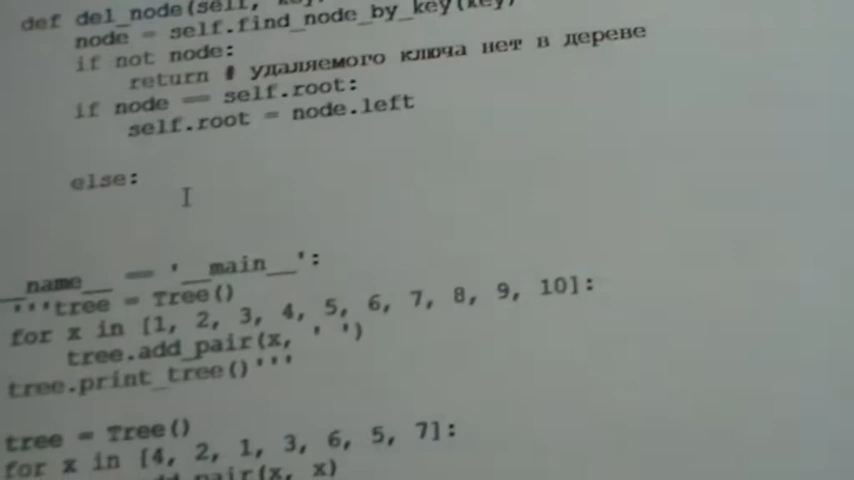 def del_node(self,
node = self.find_node_by_key(key)
if not node:
return # удаляемого ключа нет в дереве
if node == self.root:
self.root = node.left
else:
__name__ == '__main__':
'''tree = Tree()
for x in [1, 2, 3, 4, 5, 6, 7, 8, 9, 10]:
tree.add_pair(x, ' ')
tree.print_tree()'''
tree = Tree()
for x in [4, 2, 1, 3, 6, 5, 7]:
add_pair(x, x)